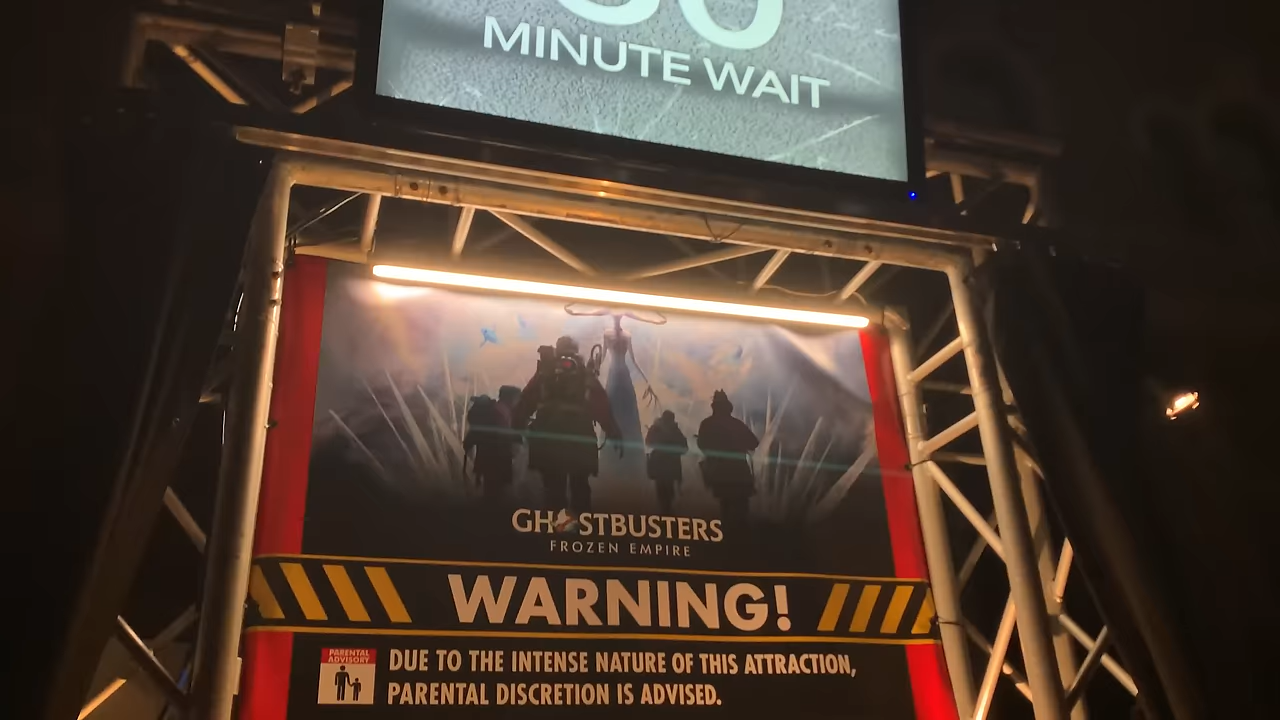 MINUTE WAIT
GHOSTBUSTERS
FROZEN EMPIRE
WARNING!
PARENTAL
ADVISORY
DUE TO THE INTENSE NATURE OF THIS ATTRACTION,
PARENTAL DISCRETION IS ADVISED.